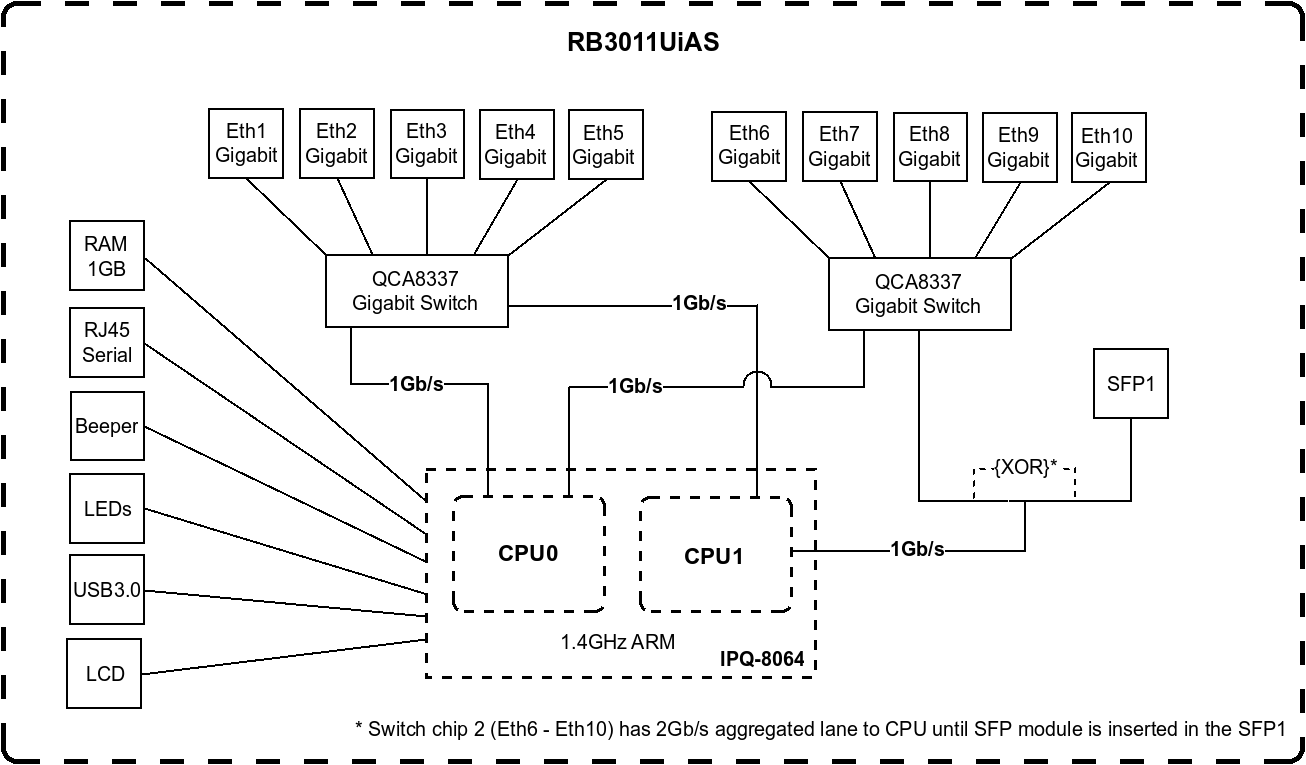 RB3011UiAS
Eth1
Gigabit
Eth2
Gigabit
Eth3
Gigabit
Eth4
Gigabit
Eth5
Gigabit
Eth6
Gigabit
Eth7
Gigabit
Eth8
Gigabit
Eth9
Gigabit
Eth10
Gigabit
RAM
1GB
QCA8337
Gigabit Switch
QCA8337
Gigabit Switch
1Gb/s
RJ45
Serial
1Gb/s
1Gb/s
SFP1
Beeper
{XOR}*
LEDs
CPU0
CPU1
1Gb/s
USB3.0
1.4GHz ARM
IPQ-8064
LCD
* Switch chip 2 (Eth6 - Eth10) has 2Gb/s aggregated lane to CPU until SFP module is inserted in the SFP1